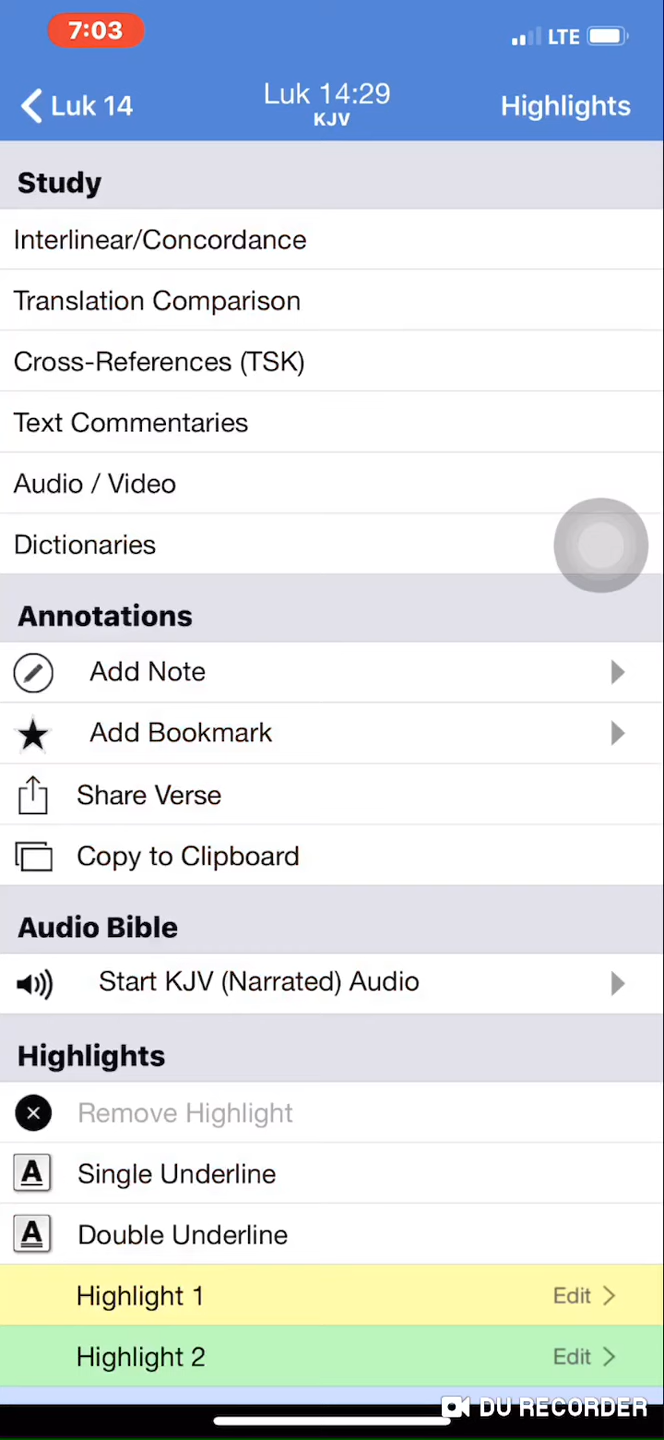 7:03 LTE
Luk 14 Luk 14:29 Highlights
KJV
Study
Interlinear/Concordance
Translation Comparison
Cross-References (TSK)
Text Commentaries
Audio / Video
Dictionaries
Annotations
Add Note
Add Bookmark
Share Verse
Copy to Clipboard
Audio Bible
Start KJV (Narrated) Audio
Highlights
Remove Highlight
A Single Underline
A Double Underline
Highlight 1 Edit
Highlight 2 Edit
DU RECORDER